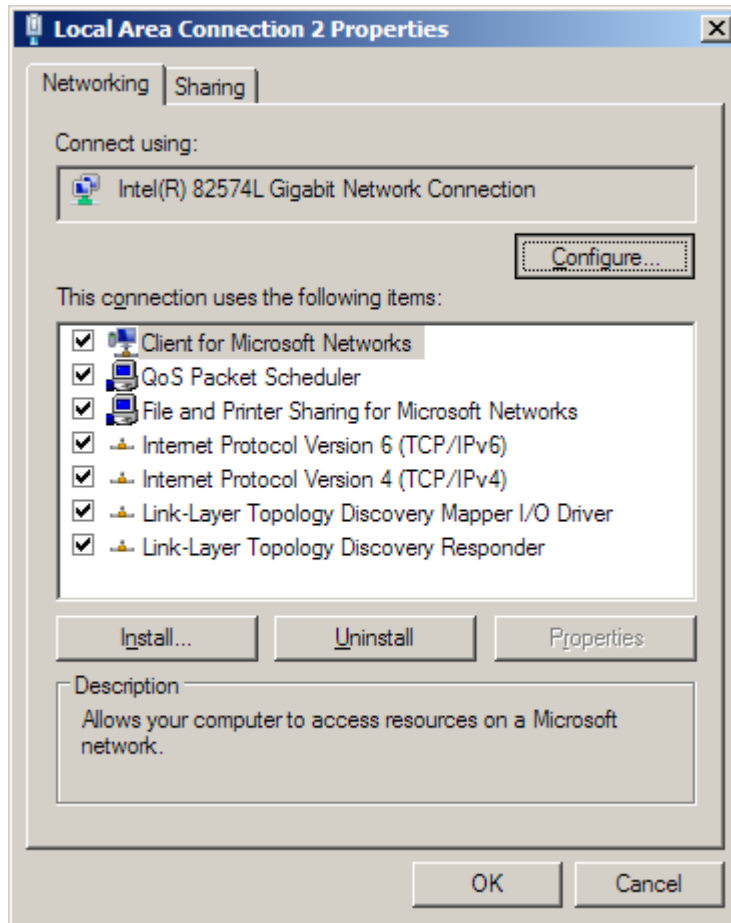 Local Area Connection 2 Properties
Networking
Sharing
Connect using:
Intel(R) 82574L Gigabit Network Connection
Configure...
This connection uses the following items:
Client for Microsoft Networks
QoS Packet Scheduler
File and Printer Sharing for Microsoft Networks
Internet Protocol Version 6 (TCP/IPv6)
Internet Protocol Version 4 (TCP/IPv4)
Link-Layer Topology Discovery Mapper I/O Driver
Link-Layer Topology Discovery Responder
Install...
Uninstall
Properties
Description
Allows your computer to access resources on a Microsoft
network.
OK
Cancel